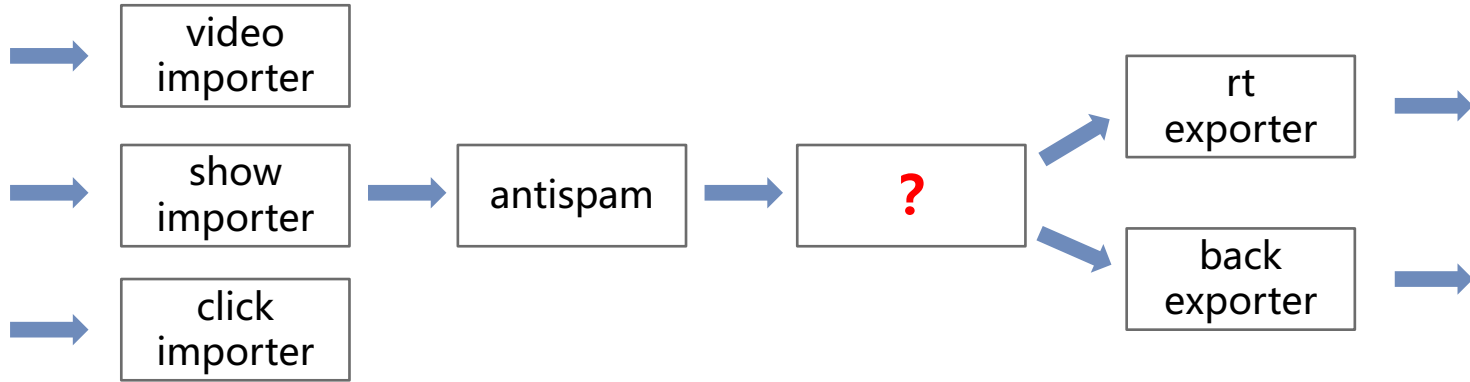 video
importer
show
importer
click
importer
antispam
?
rt
exporter
back
exporter